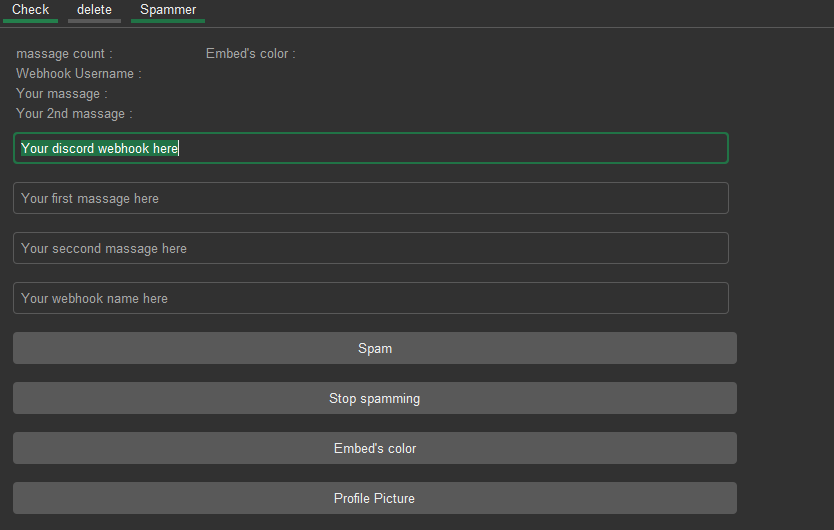 Check delete Spammer
massage count : Embed's color :
Webhook Username :
Your massage :
Your 2nd massage :
Your discord webhook here
Your first massage here
Your seccond massage here
Your webhook name here
Spam
Stop spamming
Embed's color
Profile Picture